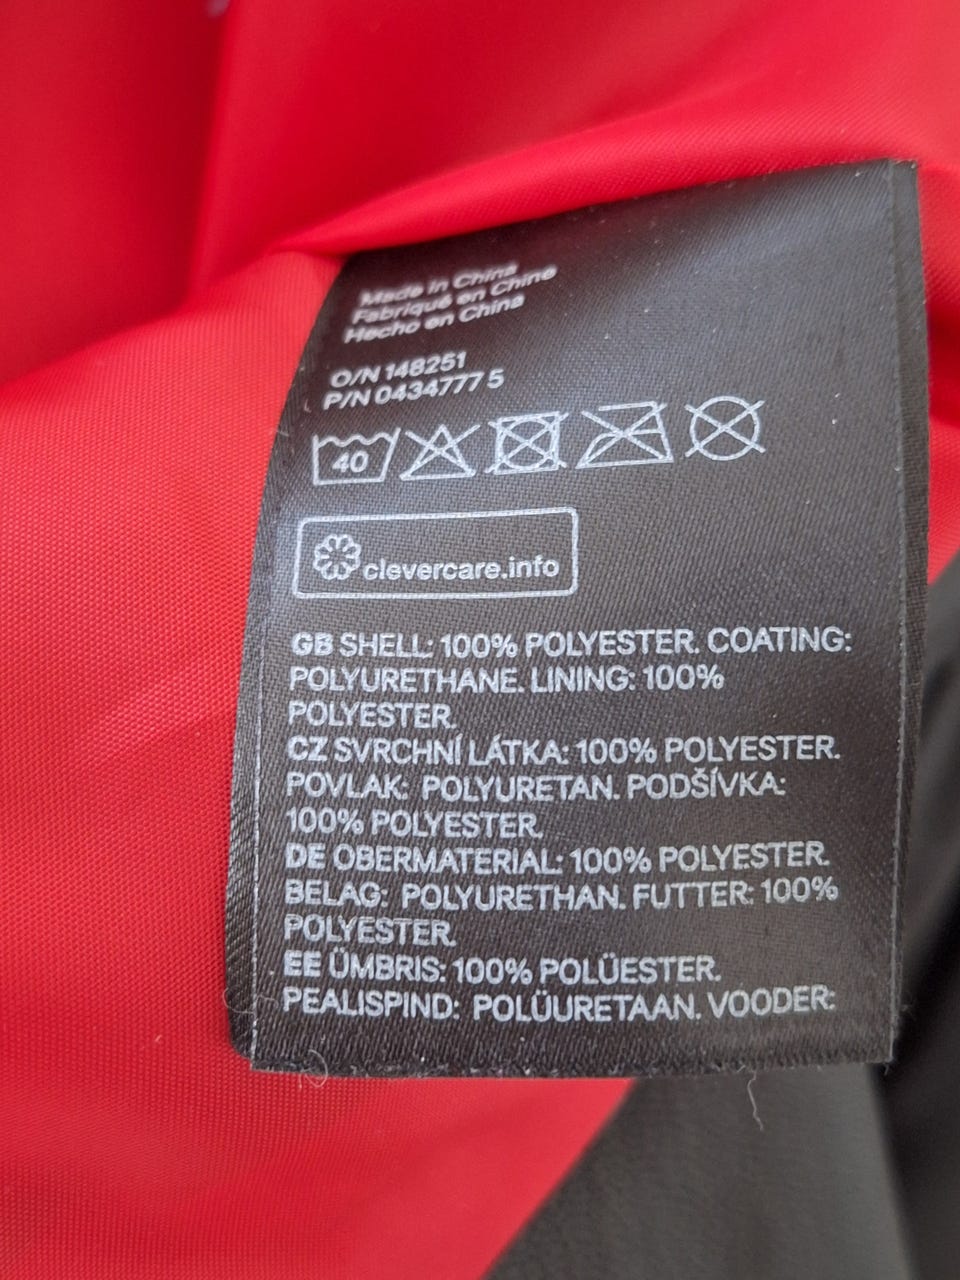 Made in China
Fabriqué en Chine
Hecho en China
O/N 148251
P/N 0434777 5
40
clevercare.info
GB SHELL: 100% POLYESTER. COATING:
POLYURETHANE. LINING: 100%
POLYESTER.
CZ SVRCHNÍ LÁTKA: 100% POLYESTER.
POVLAK: POLYURETAN. PODŠÍVKA:
100% POLYESTER.
DE OBERMATERIAL: 100% POLYESTER.
BELAG: POLYURETHAN. FUTTER: 100%
POLYESTER.
EE ÜMBRIS: 100% POLÜESTER.
PEALISPIND: POLÜURETAAN. VOODER: